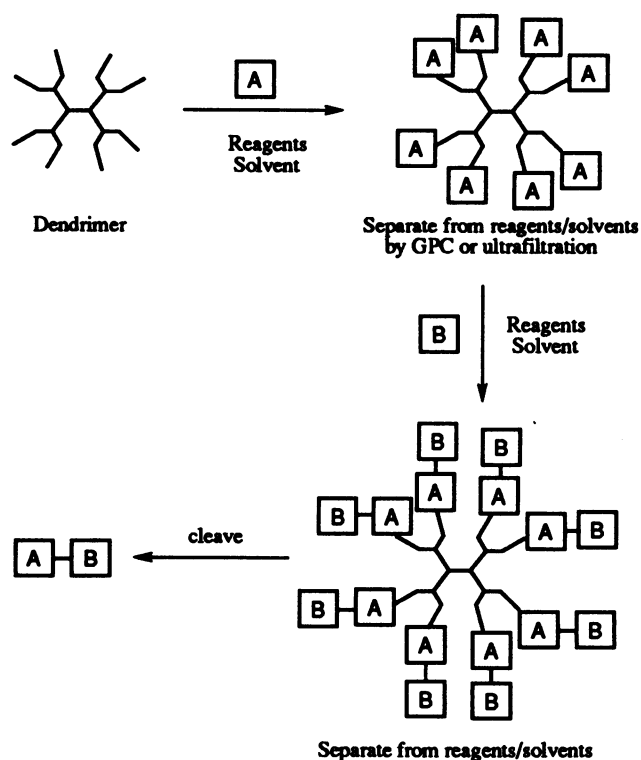 A
Reagents
Solvent
Dendrimer
A A A A A A A A
Separate from reagents/solvents
by GPC or ultrafiltration
B
Reagents
Solvent
B B
A A
B A A B
cleave
A B
B A A B
A A
B B
Separate from reagents/solvents